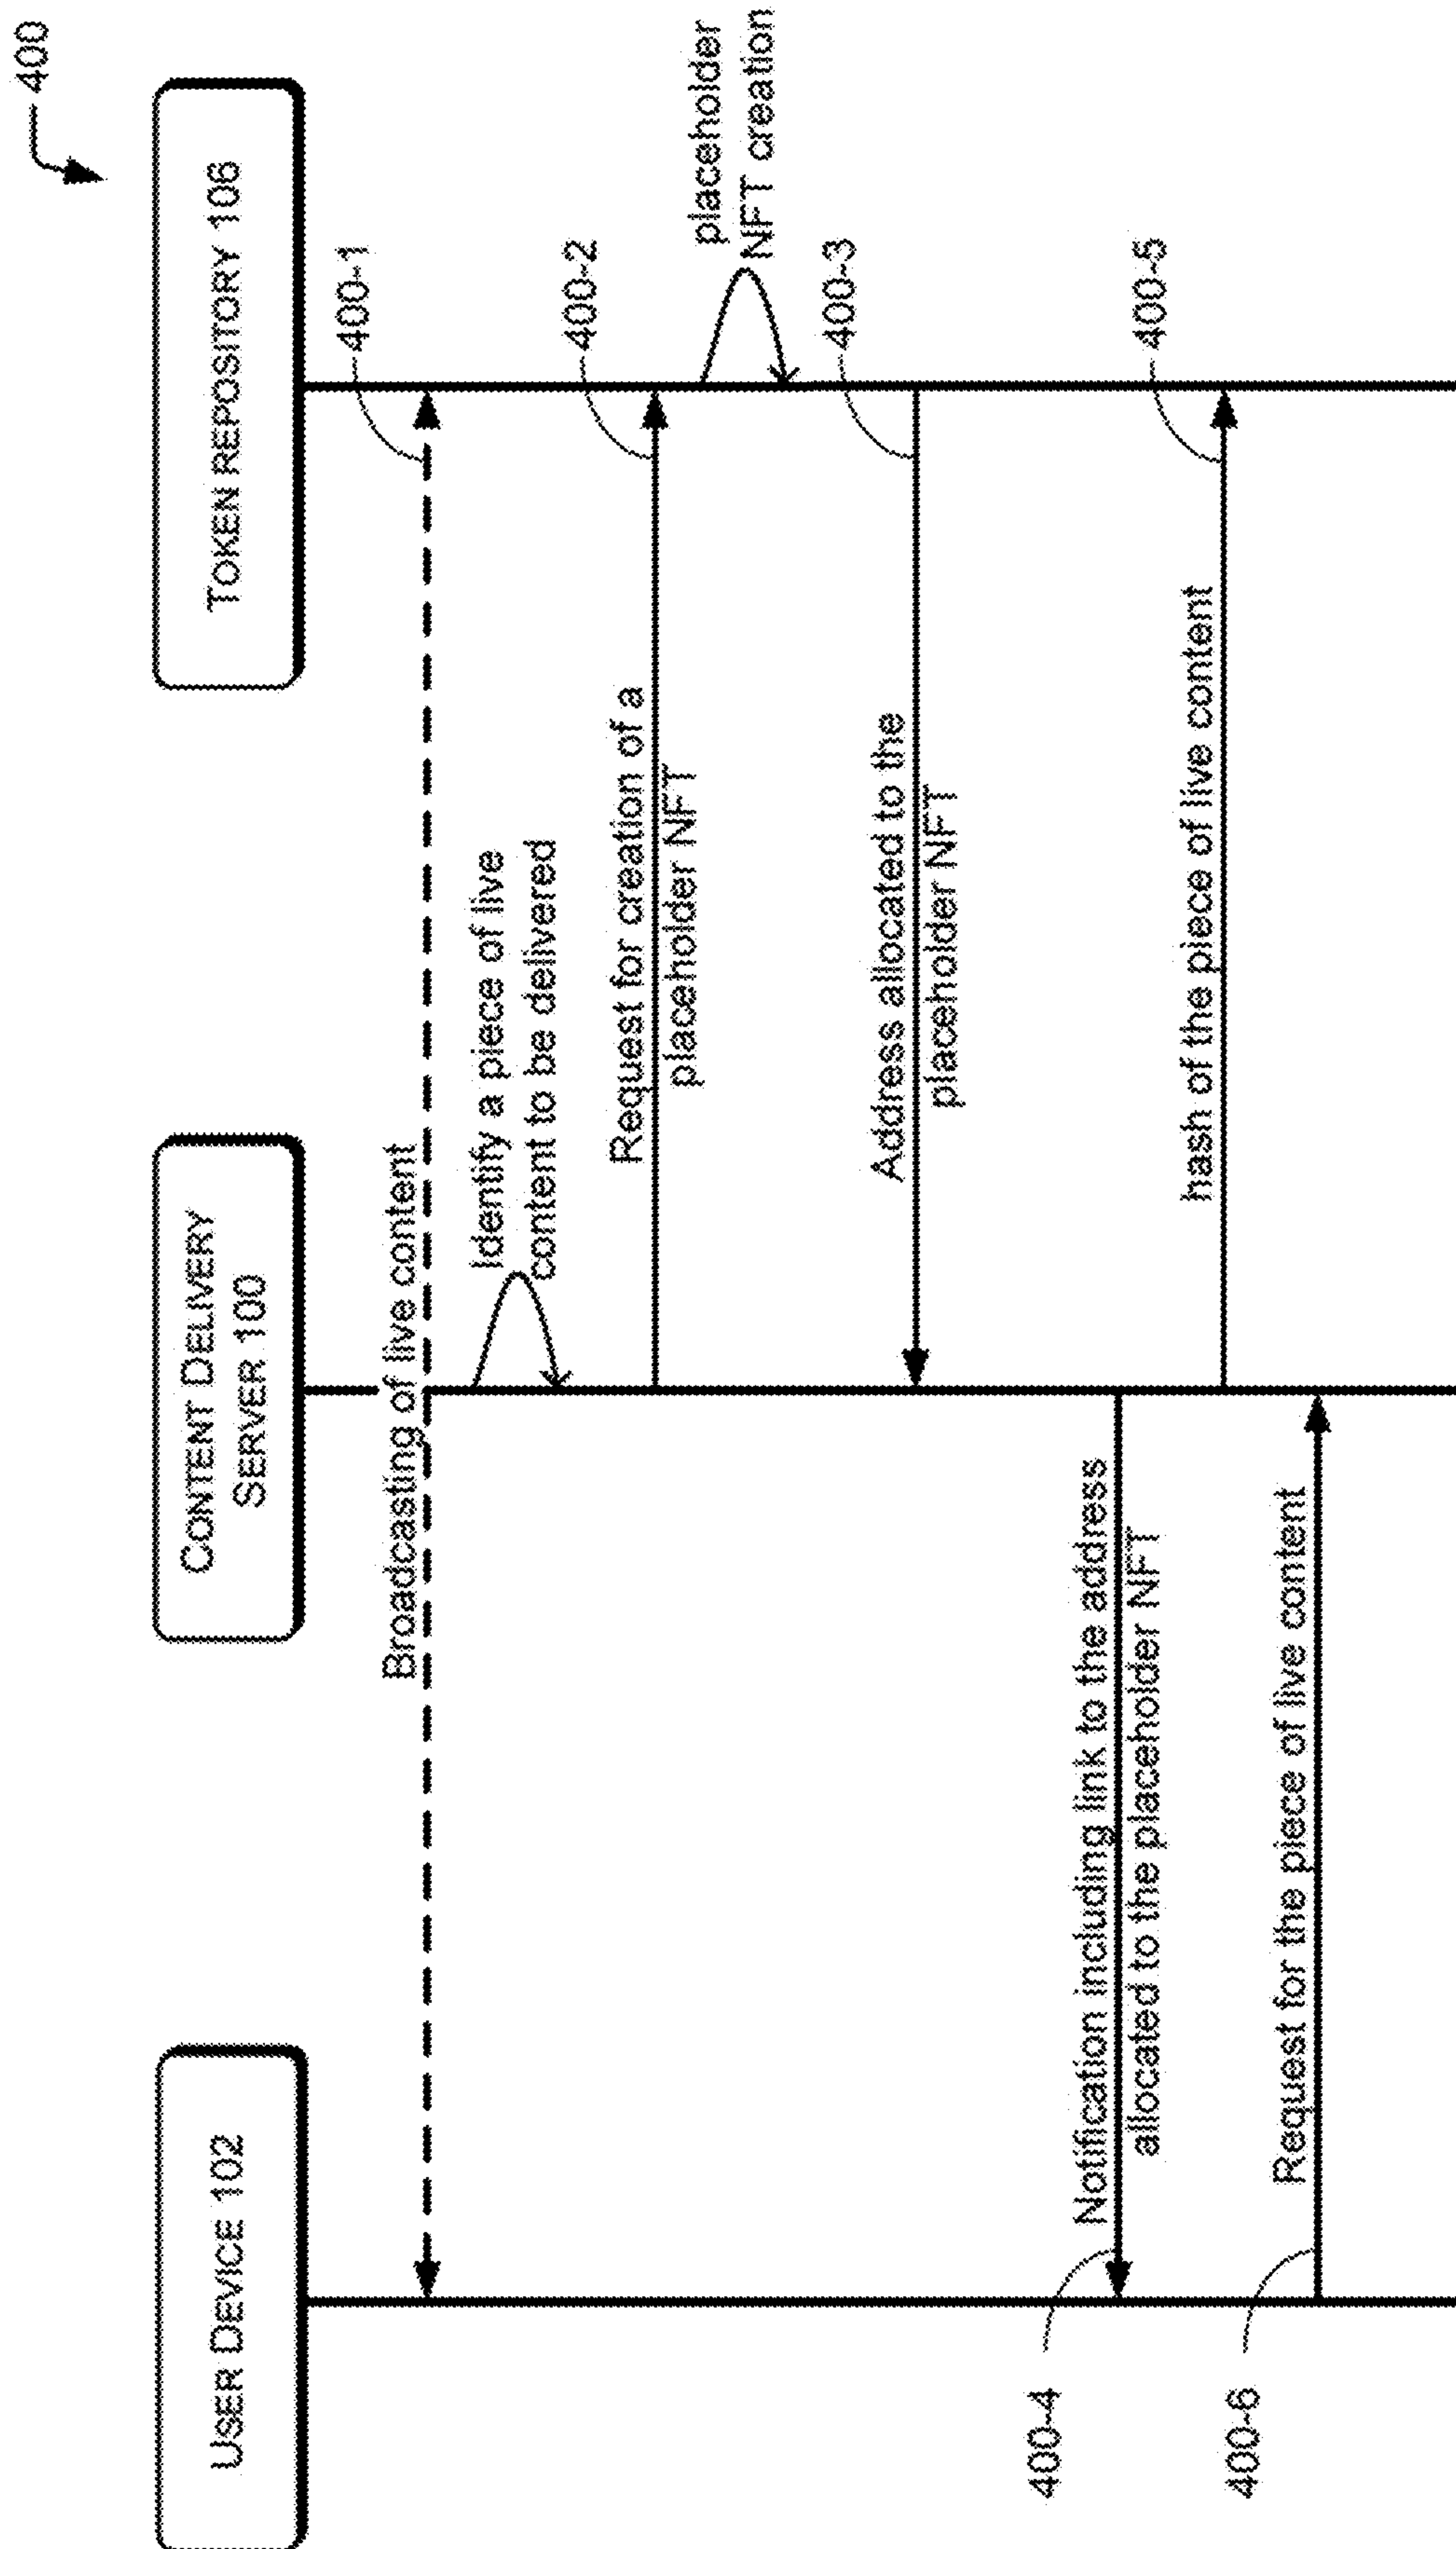 400
USER DEVICE 102
CONTENT DELIVERY
SERVER 100
TOKEN REPOSITORY 106
400-1
Broadcasting of live content
Identify a piece of live
content to be delivered
400-2
Request for creation of a
placeholder NFT
placeholder
NFT creation
400-3
Address allocated to the
placeholder NFT
400-4
Notification including link to the address
allocated to the placeholder NFT
400-5
hash of the piece of live content
400-6
Request for the piece of live content